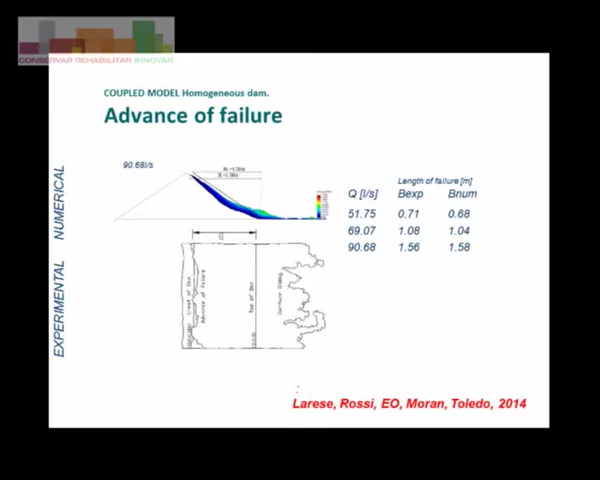 CONSERVAR REHABILITAR INNOVAR
COUPLED MODEL Homogeneous dam.
Advance of failure
90.68l/s
NUMERICAL
EXPERIMENTAL
Length of failure [m]
Q [l/s] Bexp Bnum
51.75 0.71 0.68
69.07 1.08 1.04
90.68 1.56 1.58
Crest of Dam
Advance of failure
Toe of Dam
Larese, Rossi, EO, Moran, Toledo, 2014